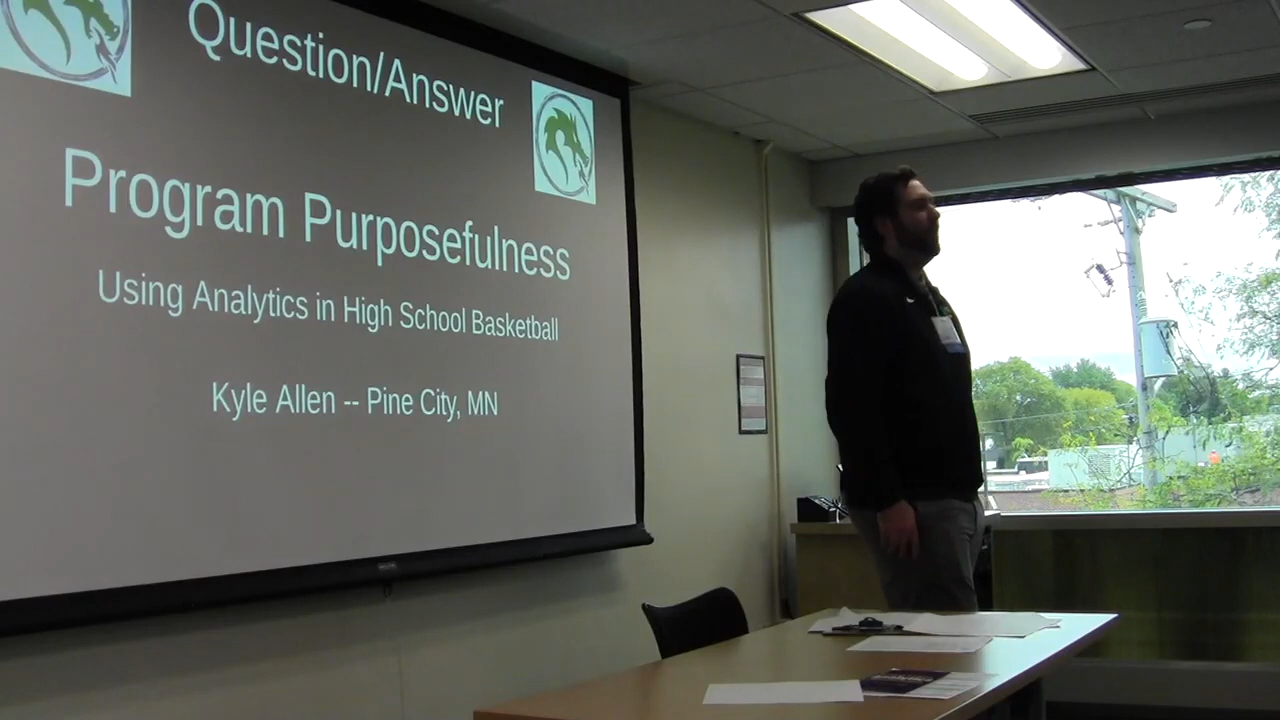 Question/Answer
Program Purposefulness
Using Analytics in High School Basketball
Kyle Allen -- Pine City, MN